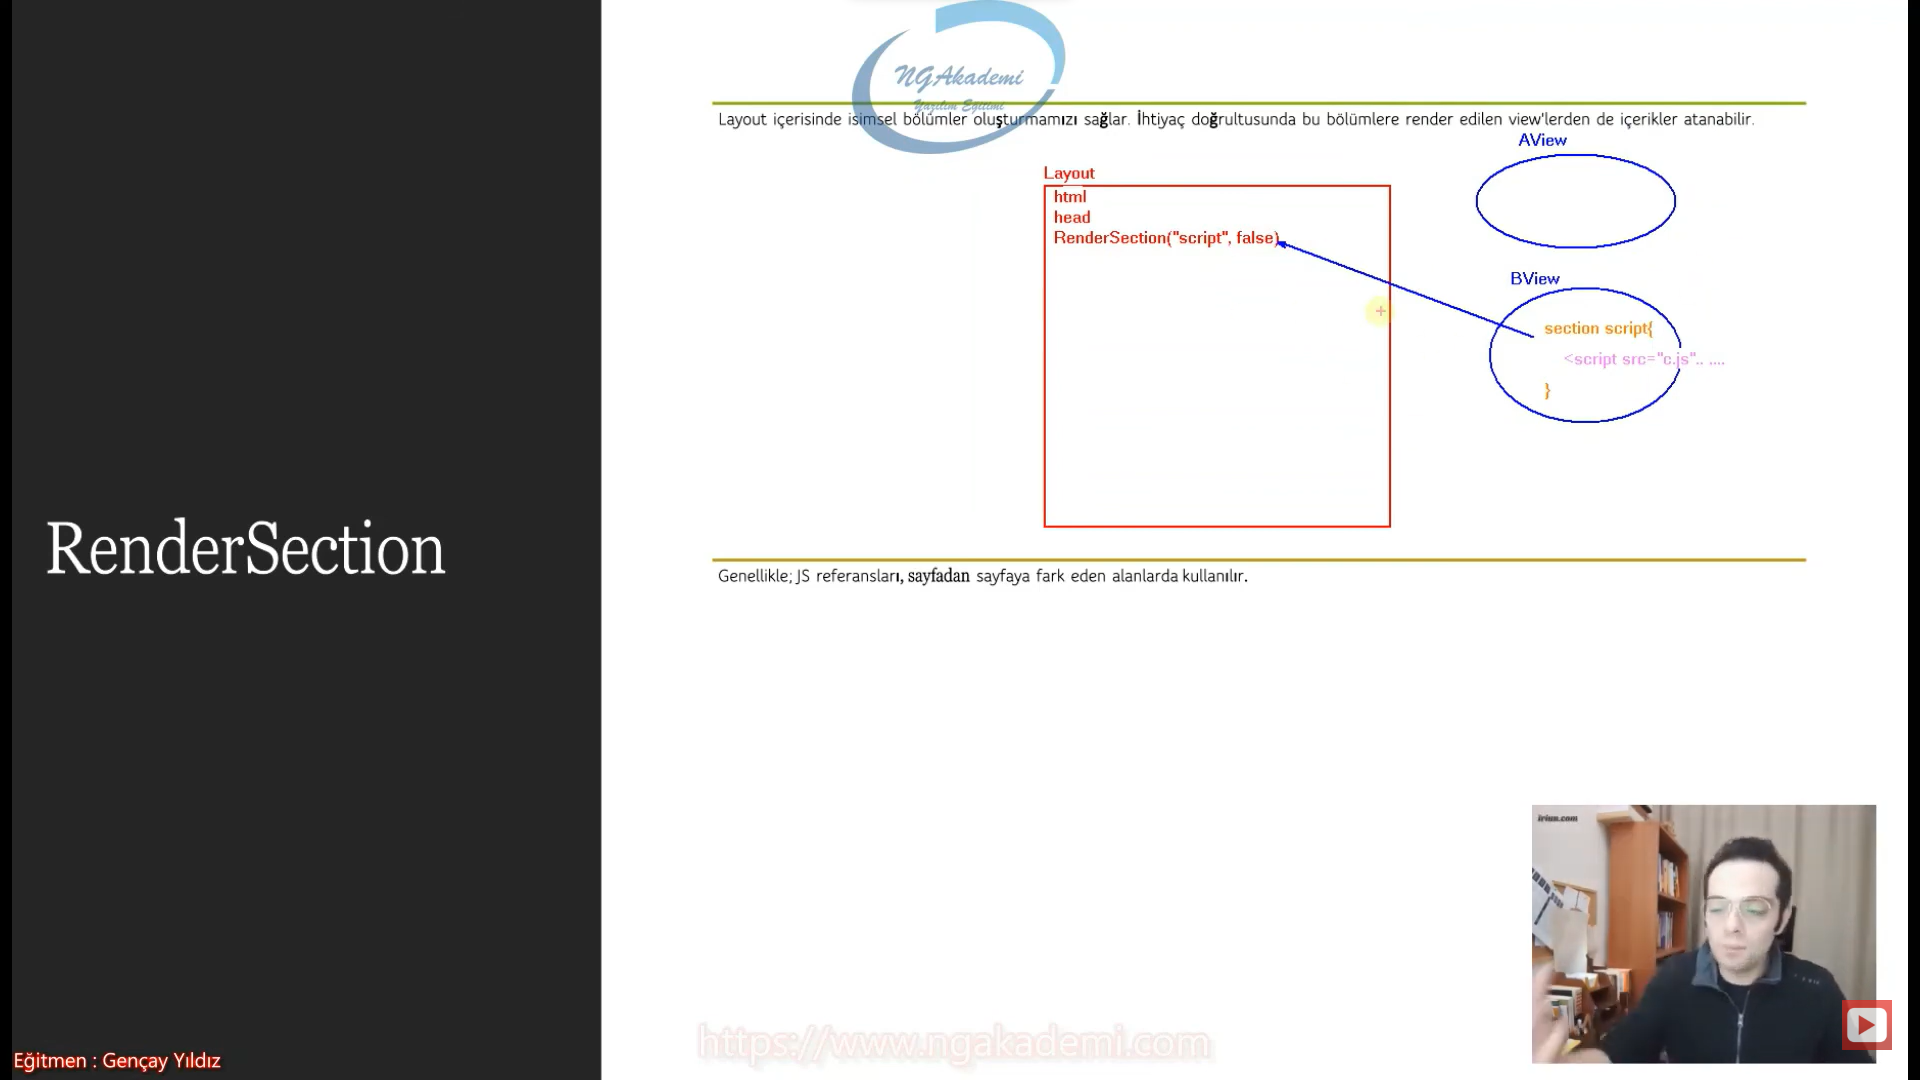 NGAkademi
Yazılım Eğitimi
Layout içerisinde isimsel bölümler oluşturmamızı sağlar. İhtiyaç doğrultusunda bu bölümlere render edilen view'lerden de içerikler atanabilir.
AView
Layout
html
head
RenderSection("script", false)
BView
section script{
<script src="c.js".. ....
}
RenderSection
Genellikle; JS referansları, sayfadan sayfaya fark eden alanlarda kullanılır.
iriun.com
https://www.ngakademi.com
Eğitmen : Gençay Yıldız